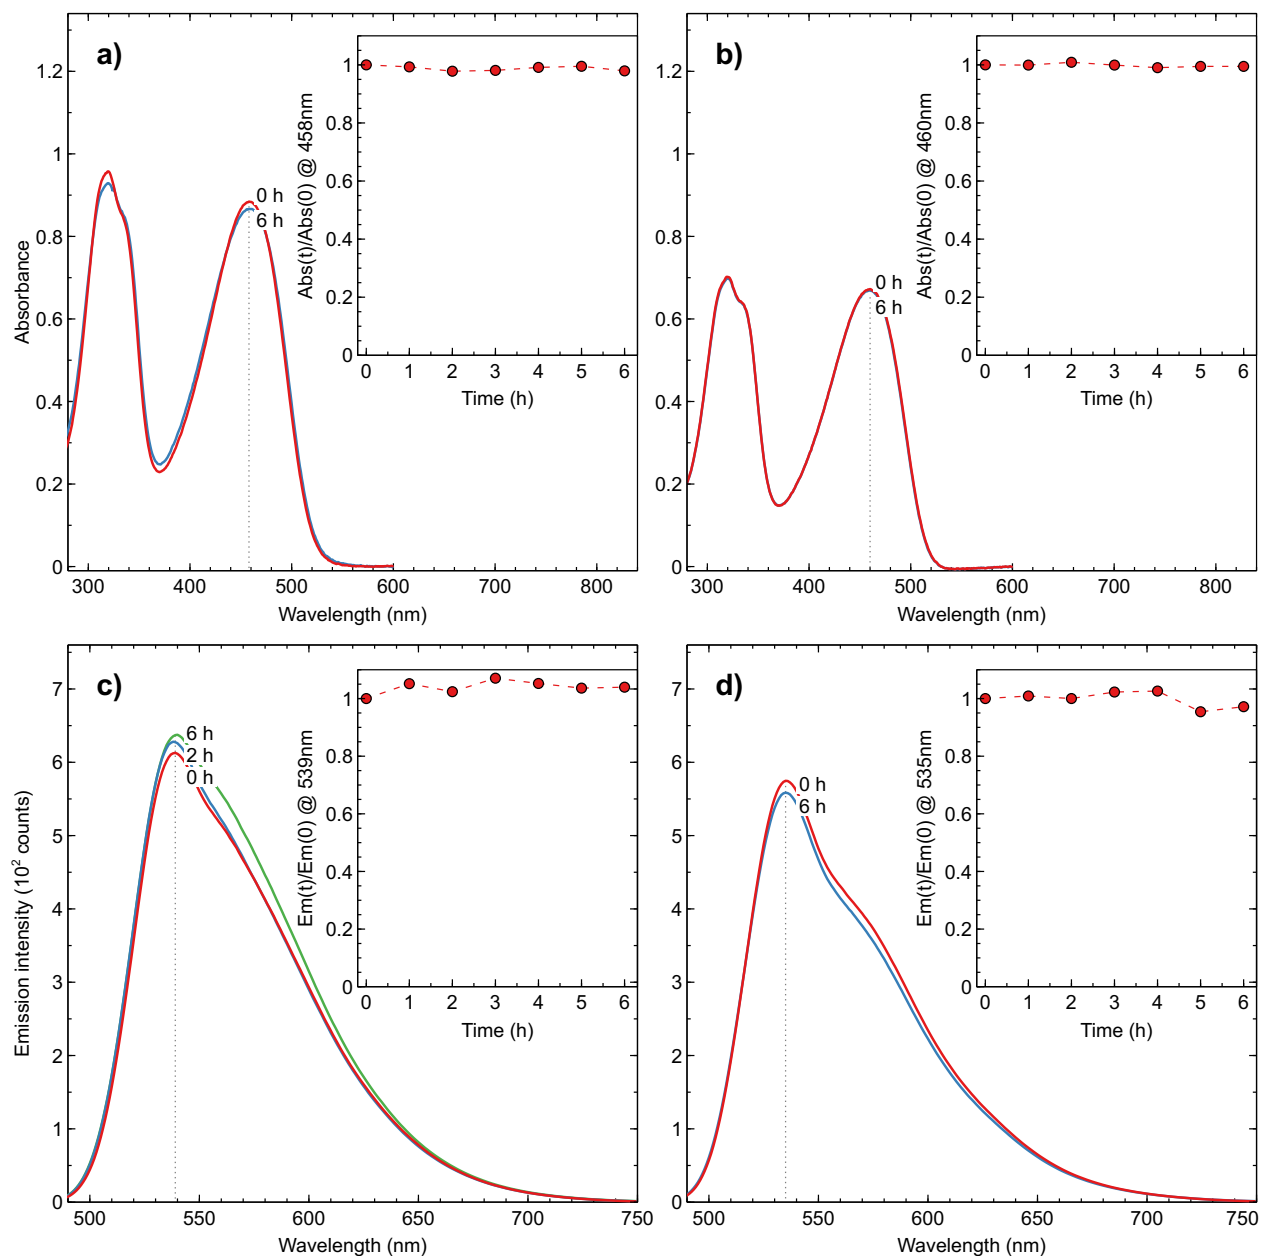 a)
1.2
1
0.8
0.6
0.4
0.2
0
Absorbance
300 400 500 600 700 800
Wavelength (nm)
0 h
6 h
1
0.8
0.6
0.4
0.2
0
Abs(t)/Abs(0) @ 458nm
0 1 2 3 4 5 6
Time (h)
b)
1.2
1
0.8
0.6
0.4
0.2
0
300 400 500 600 700 800
Wavelength (nm)
0 h
6 h
1
0.8
0.6
0.4
0.2
0
Abs(t)/Abs(0) @ 460nm
0 1 2 3 4 5 6
Time (h)
c)
7
6
5
4
3
2
1
0
Emission intensity (10² counts)
500 550 600 650 700 750
Wavelength (nm)
6 h
2 h
0 h
1
0.8
0.6
0.4
0.2
0
Em(t)/Em(0) @ 539nm
0 1 2 3 4 5 6
Time (h)
d)
7
6
5
4
3
2
1
0
500 550 600 650 700 750
Wavelength (nm)
0 h
6 h
1
0.8
0.6
0.4
0.2
0
Em(t)/Em(0) @ 535nm
0 1 2 3 4 5 6
Time (h)